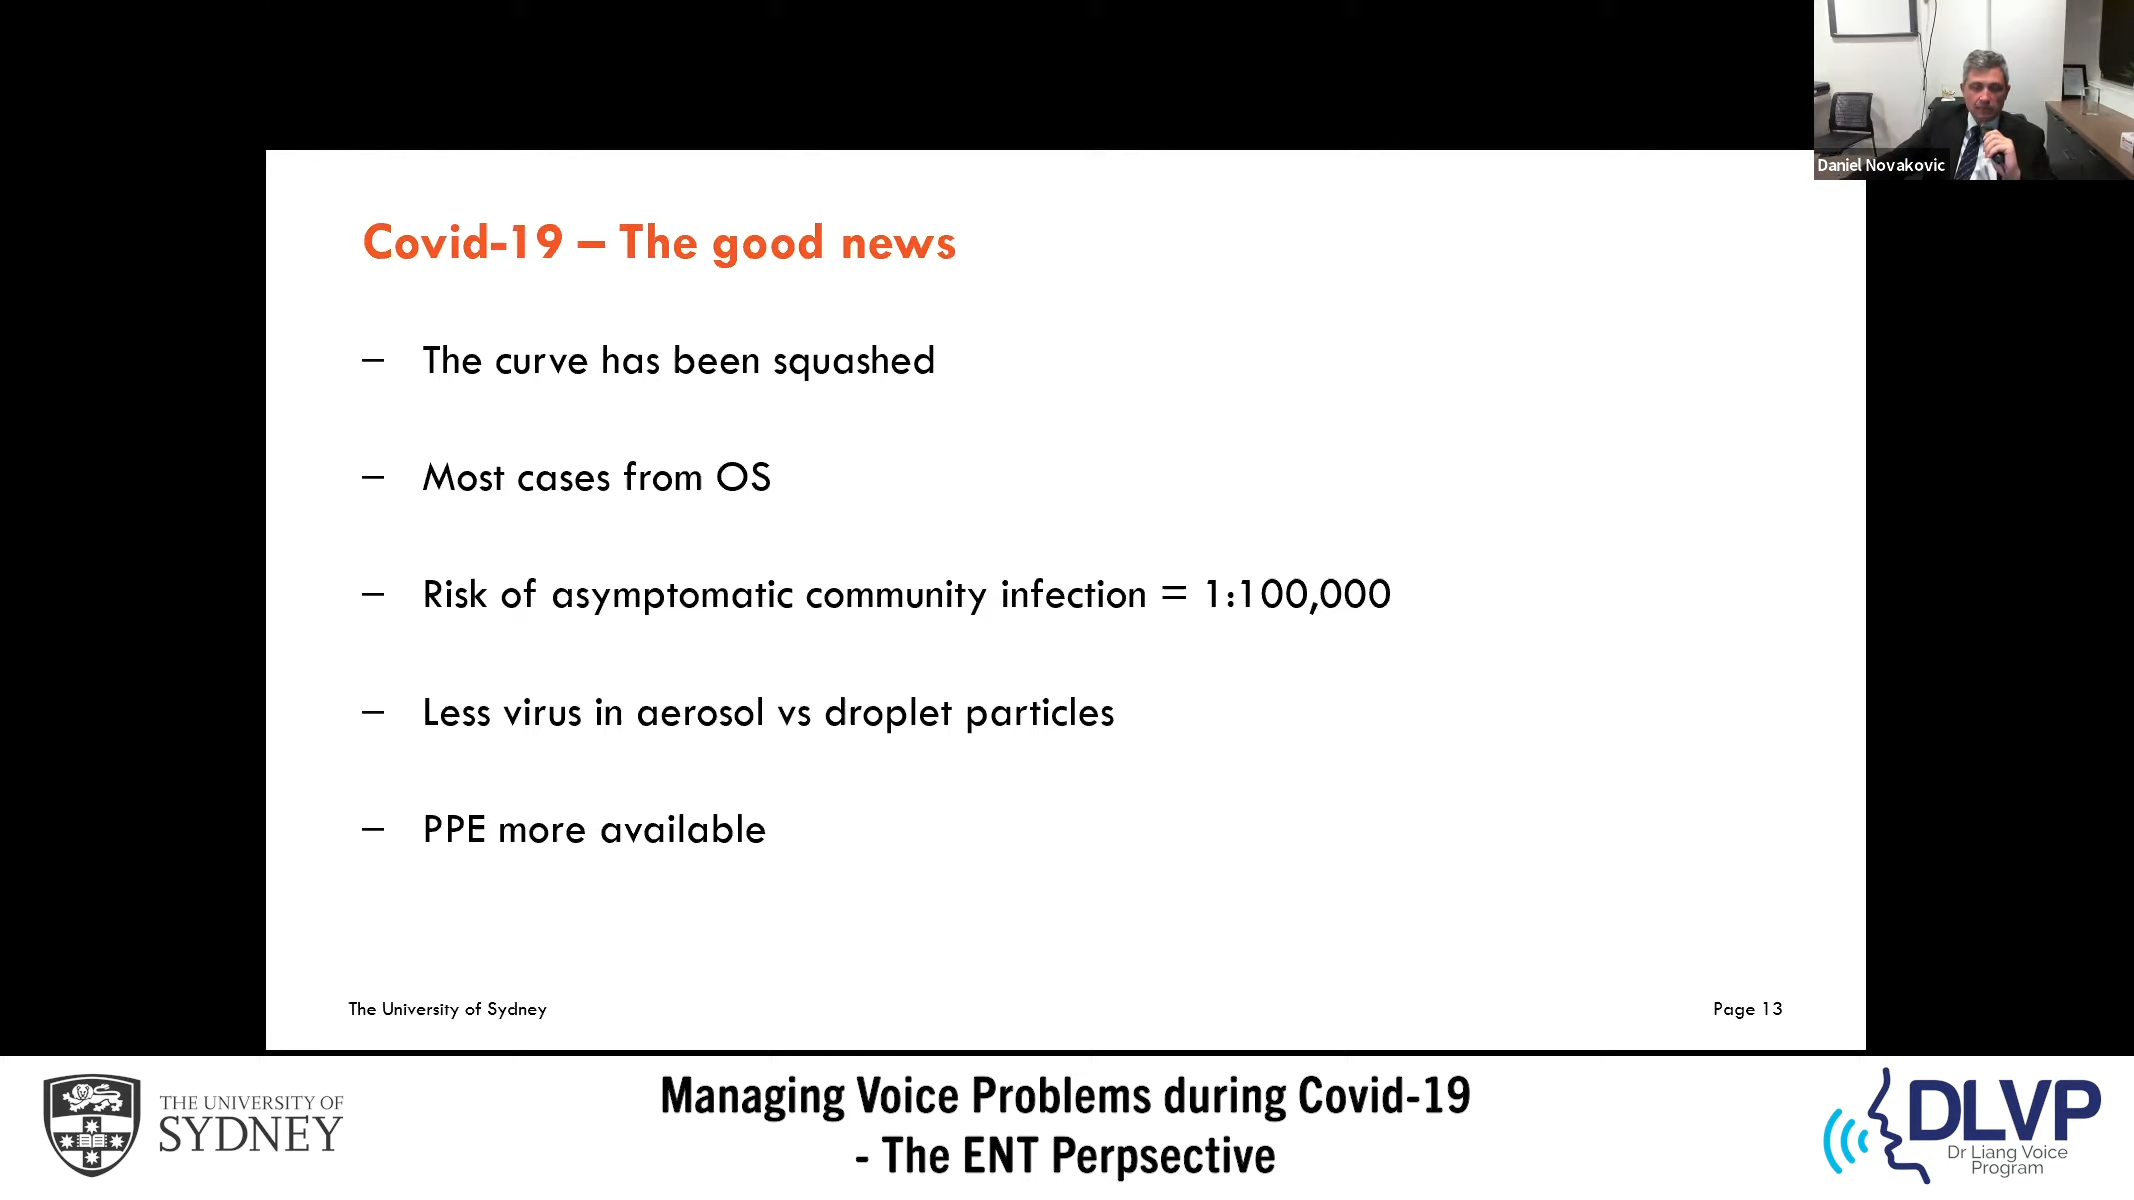 Daniel Novakovic
Covid-19 – The good news
– The curve has been squashed
– Most cases from OS
– Risk of asymptomatic community infection = 1:100,000
– Less virus in aerosol vs droplet particles
– PPE more available
The University of Sydney
Page 13
THE UNIVERSITY OF
SYDNEY
Managing Voice Problems during Covid-19
- The ENT Perpsective
DLVP
Dr Liang Voice
Program